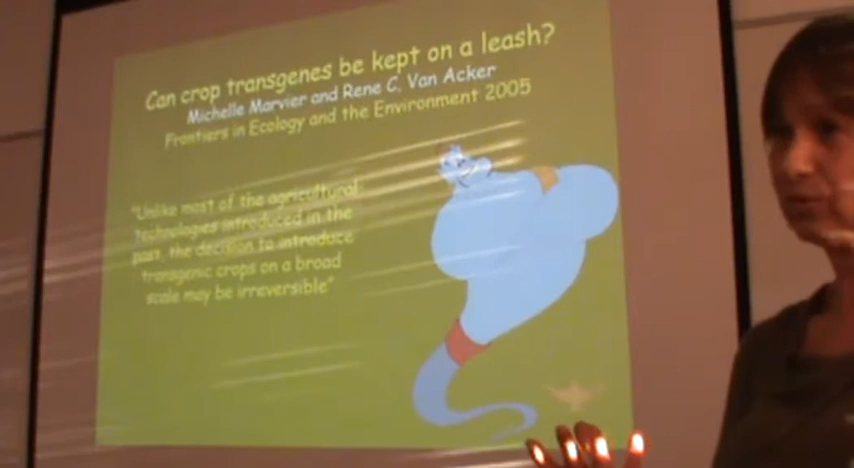 Can crop transgenes be kept on a leash?
Michelle Marvier and Rene C. Van Acker
Frontiers in Ecology and the Environment 2005
"Unlike most of the agricultural
technologies introduced in the
past, the decision to introduce
transgenic crops on a broad
scale may be irreversible"